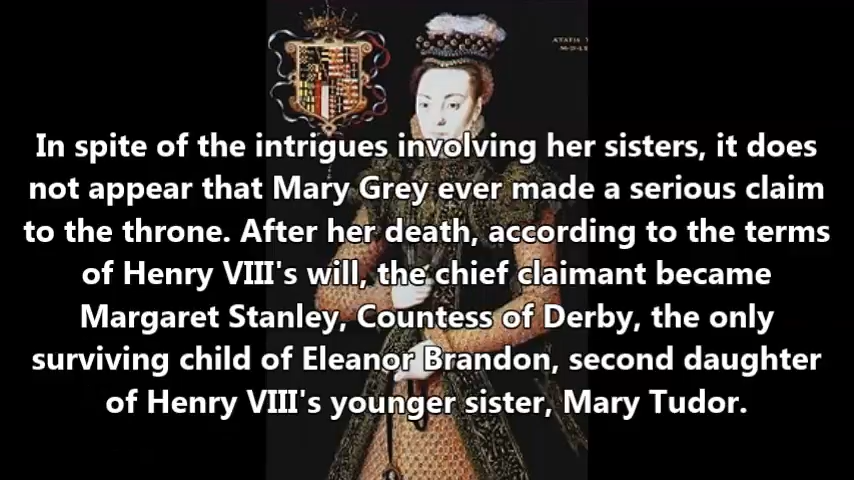 In spite of the intrigues involving her sisters, it does
not appear that Mary Grey ever made a serious claim
to the throne. After her death, according to the terms
of Henry VIII's will, the chief claimant became
Margaret Stanley, Countess of Derby, the only
surviving child of Eleanor Brandon, second daughter
of Henry VIII's younger sister, Mary Tudor.